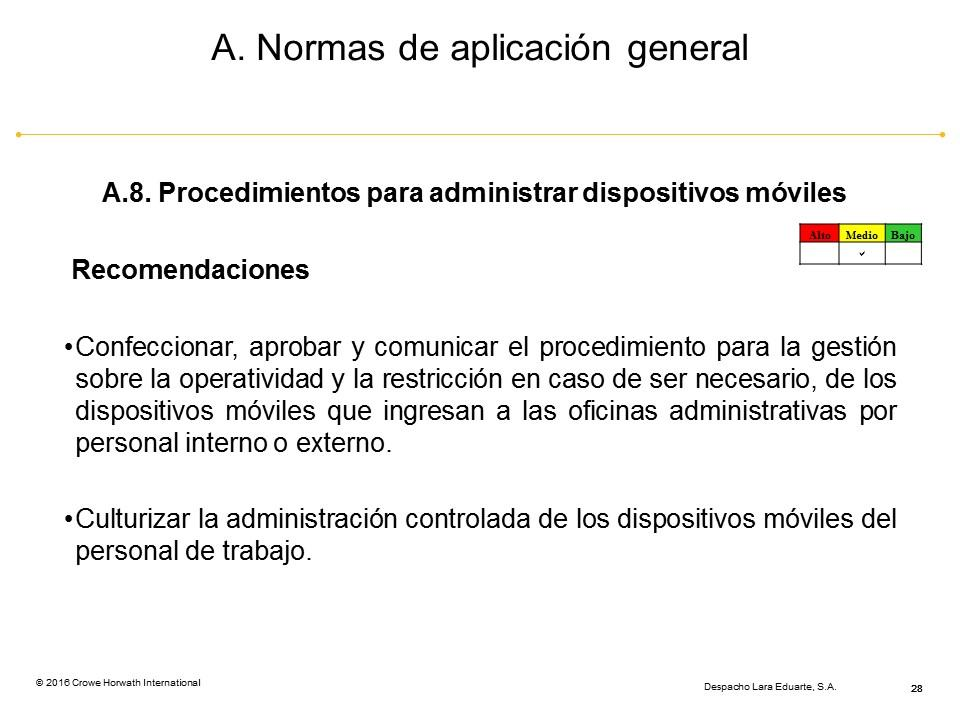 A. Normas de aplicación general
A.8. Procedimientos para administrar dispositivos móviles
Alto Medio Bajo
✓
Recomendaciones
•Confeccionar, aprobar y comunicar el procedimiento para la gestión
sobre la operatividad y la restricción en caso de ser necesario, de los
dispositivos móviles que ingresan a las oficinas administrativas por
personal interno o externo.
•Culturizar la administración controlada de los dispositivos móviles del
personal de trabajo.
© 2016 Crowe Horwath International
Despacho Lara Eduarte, S.A.
28